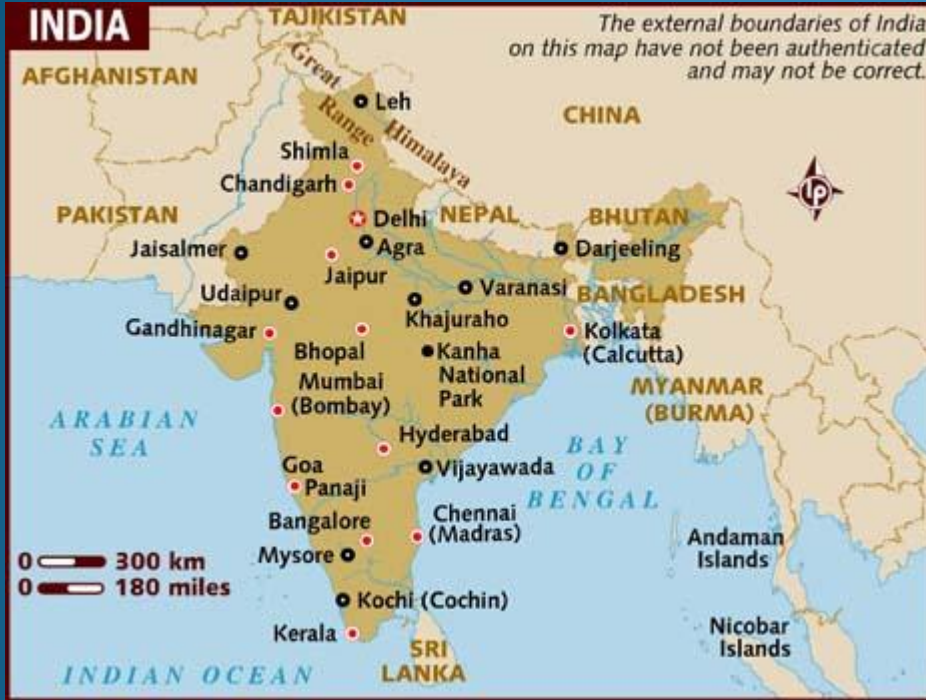 INDIA
The external boundaries of India
on this map have not been authenticated
and may not be correct.
TAJIKISTAN
AFGHANISTAN
Great
Range
Himalaya
Leh
CHINA
Shimla
Chandigarh
PAKISTAN
Delhi
NEPAL
BHUTAN
Jaisalmer
Agra
Darjeeling
Jaipur
Udaipur
Varanasi
BANGLADESH
Khajuraho
Gandhinagar
Kolkata
(Calcutta)
Bhopal
Kanha
National
Park
Mumbai
(Bombay)
MYANMAR
(BURMA)
ARABIAN
SEA
Hyderabad
BAY
OF
BENGAL
Goa
Panaji
Vijayawada
Bangalore
Chennai
(Madras)
Mysore
Andaman
Islands
0 300 km
0 180 miles
Kochi (Cochin)
Kerala
Nicobar
Islands
SRI
LANKA
INDIAN OCEAN
lp